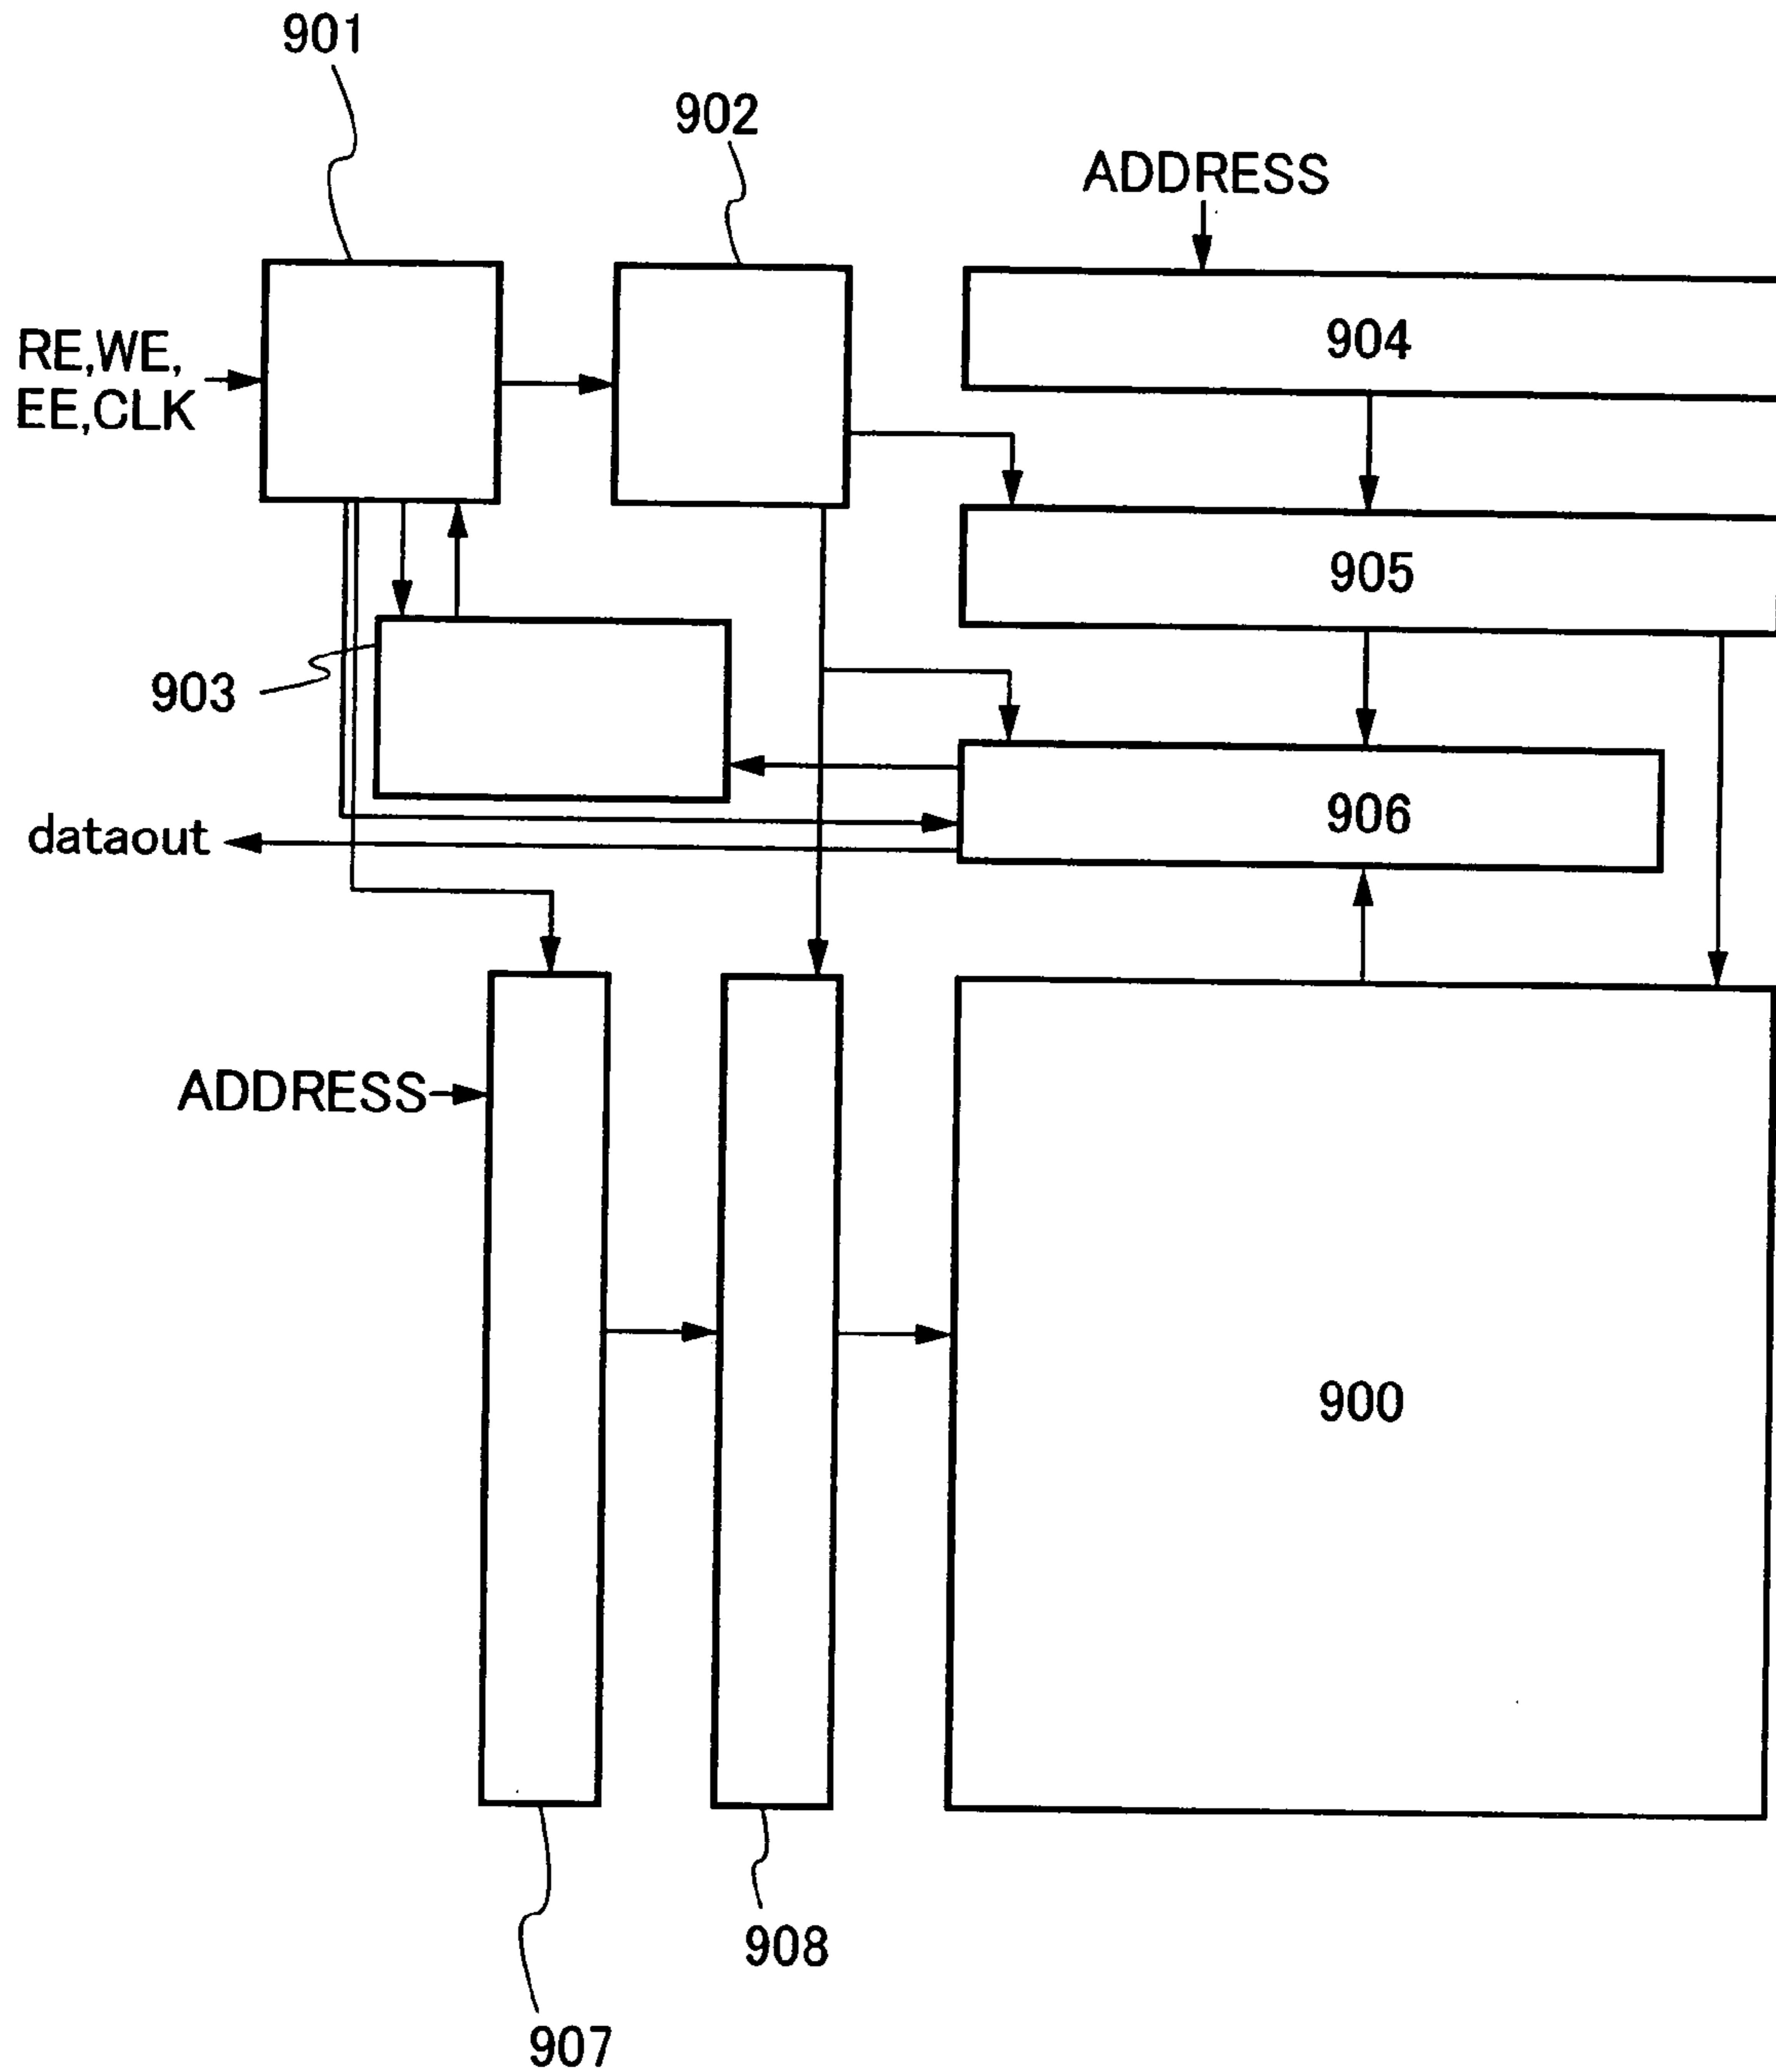 901
902
ADDRESS
904
RE,WE,
EE,CLK
905
903
906
dataout
ADDRESS
900
908
907